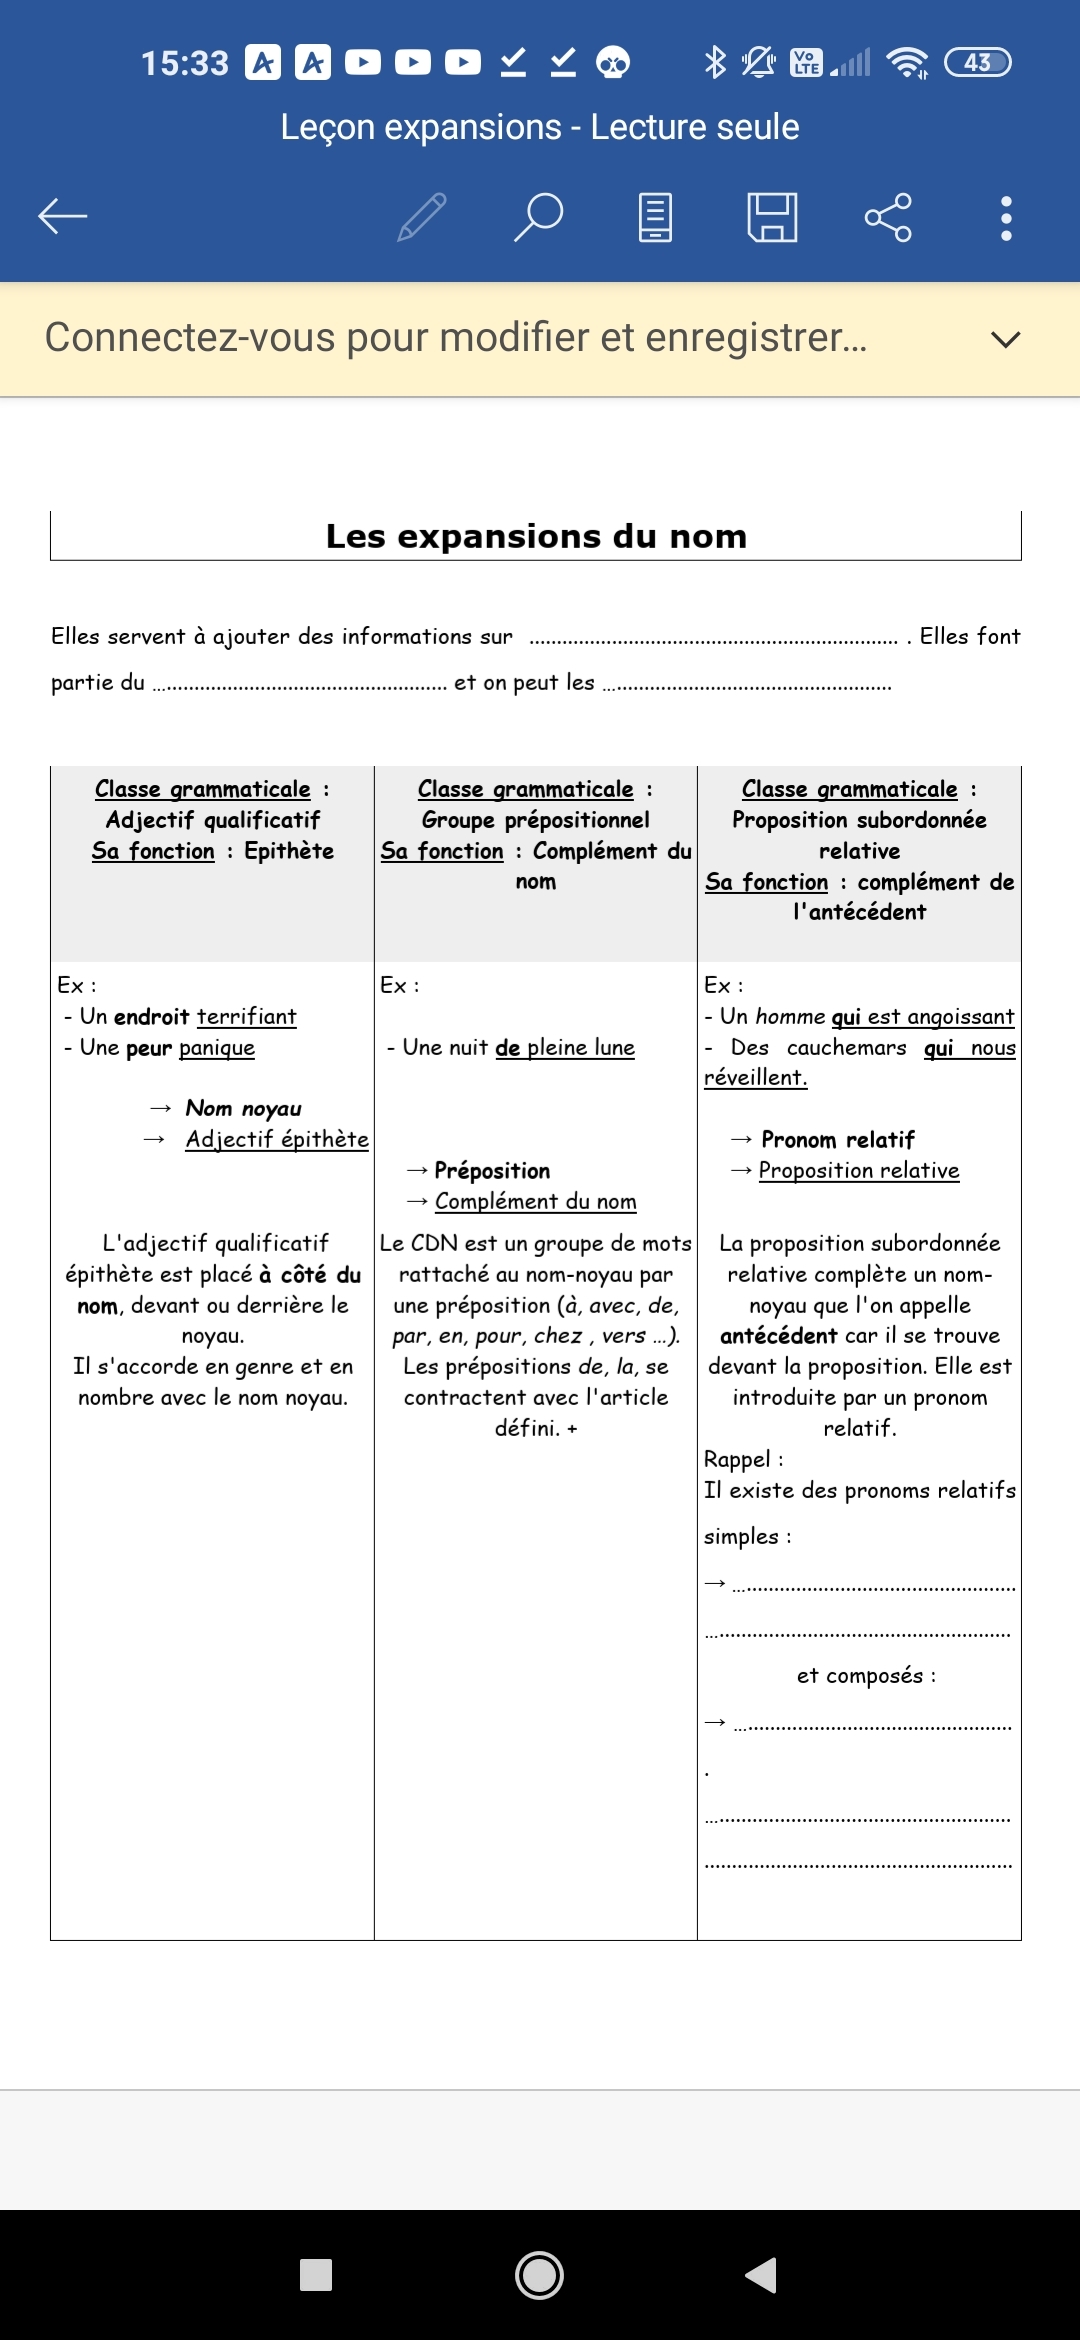 15:33
Vo LTE
43
Leçon expansions - Lecture seule
Connectez-vous pour modifier et enregistrer...
Les expansions du nom
Elles servent à ajouter des informations sur .................................................................. . Elles font
partie du ..................................................... et on peut les .....................................................
Classe grammaticale :
Adjectif qualificatif
Sa fonction : Epithète
Classe grammaticale :
Groupe prépositionnel
Sa fonction : Complément du
nom
Classe grammaticale :
Proposition subordonnée
relative
Sa fonction : complément de
l'antécédent
Ex :
- Un endroit terrifiant
- Une peur panique
→ Nom noyau
→ Adjectif épithète
L'adjectif qualificatif
épithète est placé à côté du
nom, devant ou derrière le
noyau.
Il s'accorde en genre et en
nombre avec le nom noyau.
Ex :
- Une nuit de pleine lune
→ Préposition
→ Complément du nom
Le CDN est un groupe de mots
rattaché au nom-noyau par
une préposition (à, avec, de,
par, en, pour, chez , vers ...).
Les prépositions de, la, se
contractent avec l'article
défini. +
Ex :
- Un homme qui est angoissant
- Des cauchemars qui nous
réveillent.
→ Pronom relatif
→ Proposition relative
La proposition subordonnée
relative complète un nom-
noyau que l'on appelle
antécédent car il se trouve
devant la proposition. Elle est
introduite par un pronom
relatif.
Rappel :
Il existe des pronoms relatifs
simples :
→ ....................................................
.......................................................
et composés :
→ ....................................................
.
.......................................................
.......................................................